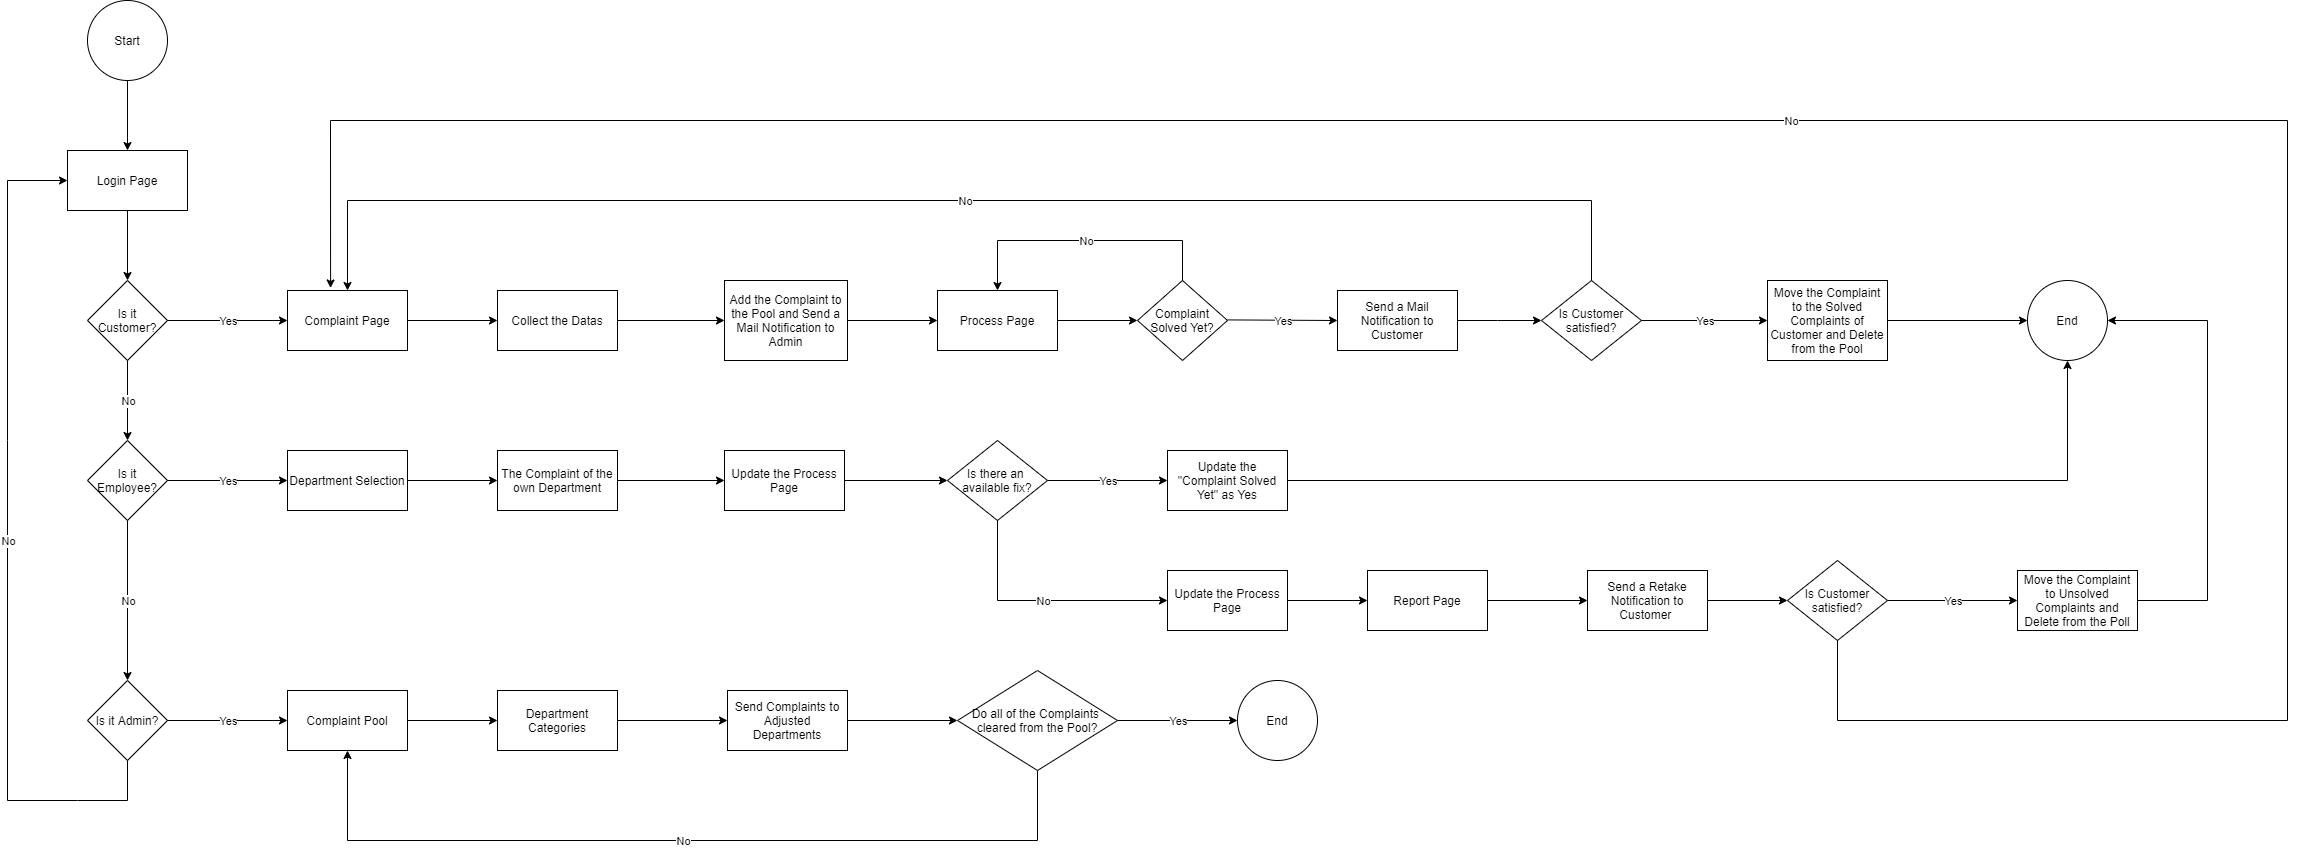 Start
No
Login Page
No
No
Is it
Customer?
Yes
Complaint Page
Collect the Datas
Add the Complaint to
the Pool and Send a
Mail Notification to
Admin
Process Page
Complaint
Solved Yet?
Yes
Send a Mail
Notification to
Customer
Is Customer
satisfied?
Yes
Move the Complaint
to the Solved
Complaints of
Customer and Delete
from the Pool
End
No
Is it
Employee?
Yes
Department Selection
The Complaint of the
own Department
Update the Process
Page
Is there an
available fix?
Yes
Update the
"Complaint Solved
Yet" as Yes
No
No
No
Update the Process
Page
Report Page
Send a Retake
Notification to
Customer
Is Customer
satisfied?
Yes
Move the Complaint
to Unsolved
Complaints and
Delete from the Poll
Is it Admin?
Yes
Complaint Pool
Department
Categories
Send Complaints to
Adjusted
Departments
Do all of the Complaints
cleared from the Pool?
Yes
End
No